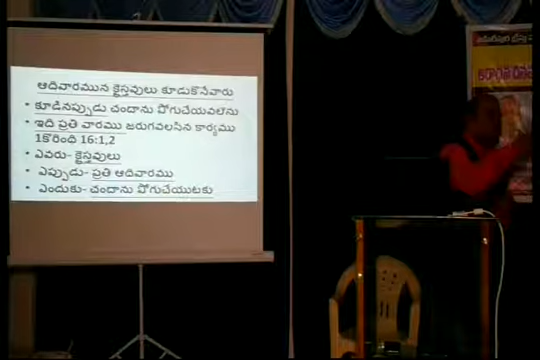 ఆదివారమున క్రైస్తవులు కూడుకొనేవారు
• కూడినప్పుడు చందాను పోగుచేయవలెను
• ఇది ప్రతి వారము జరుగవలసిన కార్యము
1కొరింథి 16:1,2
• ఎవరు- క్రైస్తవులు
• ఎప్పుడు- ప్రతి ఆదివారము
• ఎందుకు- చందాను పోగుచేయుటకు